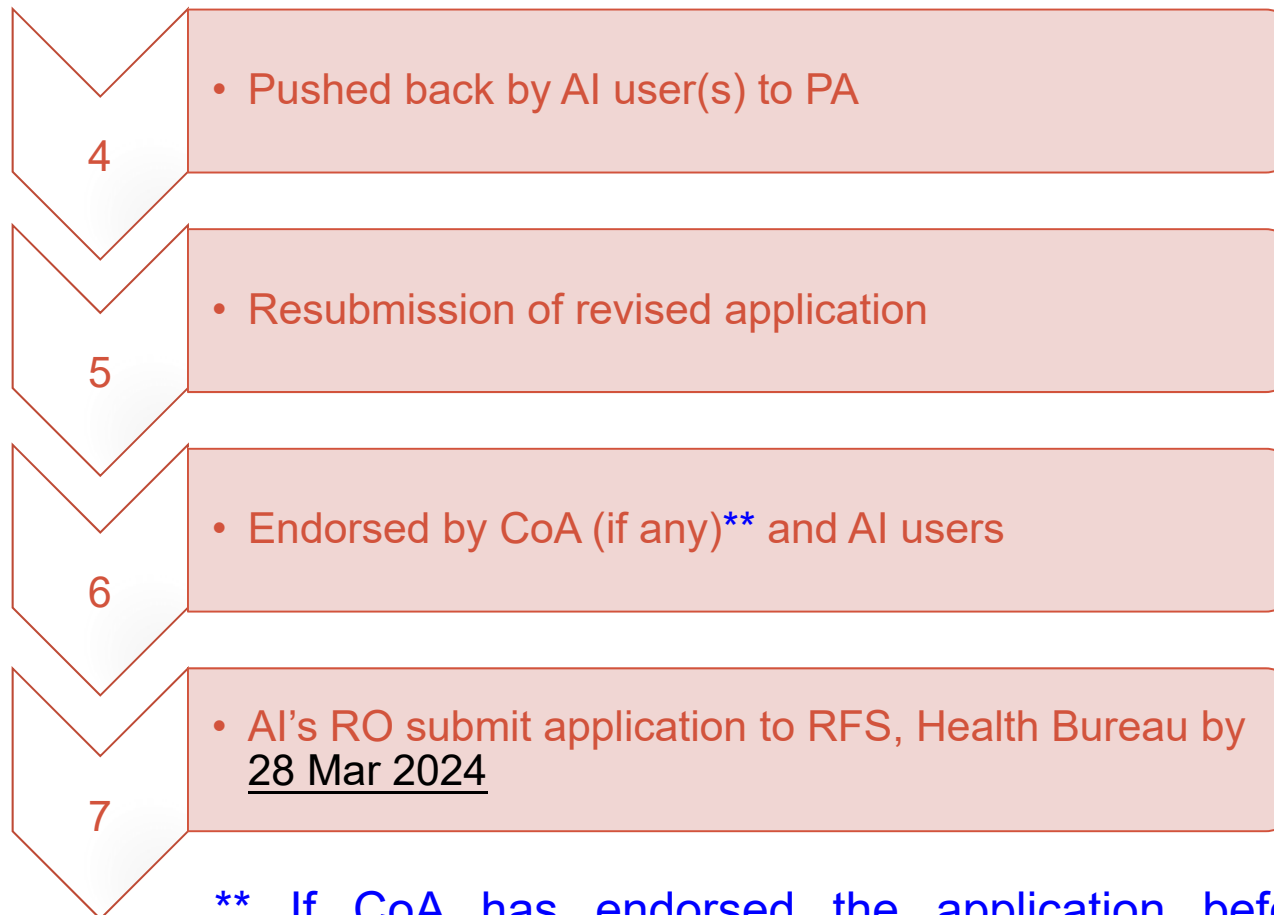 4
• Pushed back by AI user(s) to PA
5
• Resubmission of revised application
6
• Endorsed by CoA (if any)** and AI users
7
• AI’s RO submit application to RFS, Health Bureau by
28 Mar 2024
** If CoA has endorsed the application